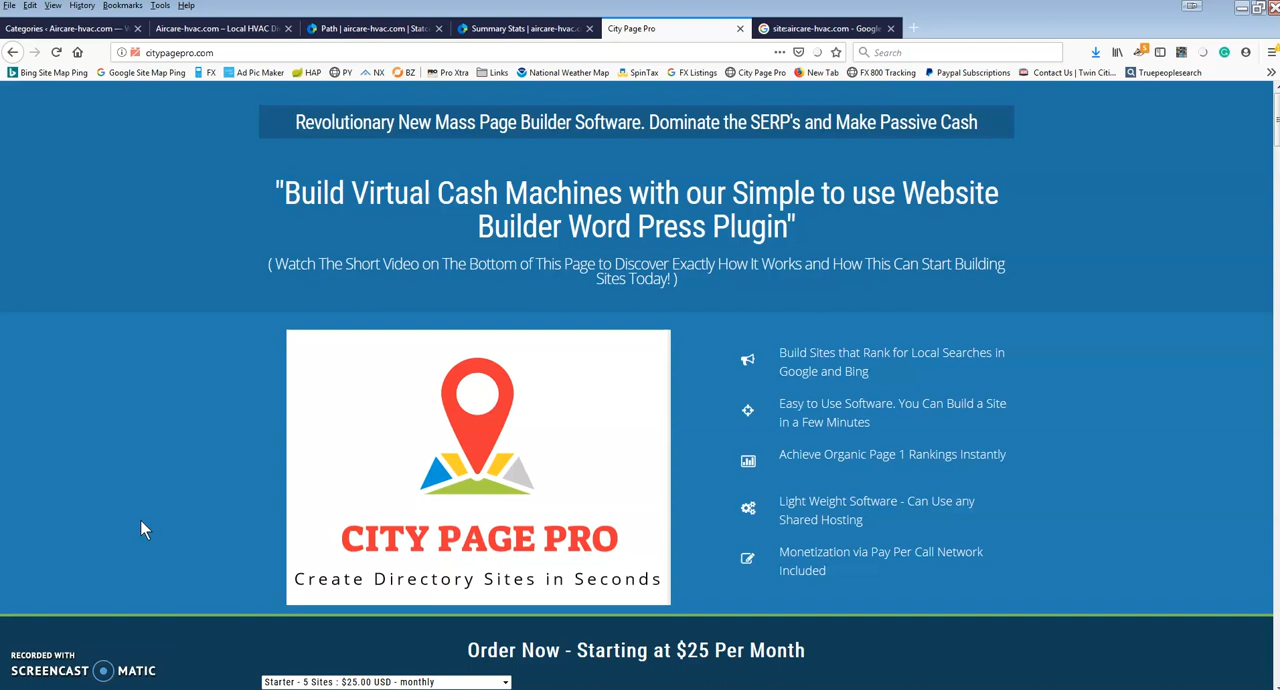 File Edit View History Bookmarks Tools Help
Categories ‹ Aircare-hvac.com — W
Aircare-hvac.com – Local HVAC D
Path | aircare-hvac.com | Statc
Summary Stats | aircare-hvac.c
City Page Pro
site:aircare-hvac.com - Google
citypagepro.com
Search
Bing Site Map Ping Google Site Map Ping FX Ad Pic Maker HAP PY NX BZ Pro Xtra Links National Weather Map SpinTax FX Listings City Page Pro New Tab FX 800 Tracking Paypal Subscriptions Contact Us | Twin Citi... Truepeoplesearch
Revolutionary New Mass Page Builder Software. Dominate the SERP's and Make Passive Cash
"Build Virtual Cash Machines with our Simple to use Website
Builder Word Press Plugin"
( Watch The Short Video on The Bottom of This Page to Discover Exactly How It Works and How This Can Start Building
Sites Today! )
CITY PAGE PRO
Create Directory Sites in Seconds
Build Sites that Rank for Local Searches in
Google and Bing
Easy to Use Software. You Can Build a Site
in a Few Minutes
Achieve Organic Page 1 Rankings Instantly
Light Weight Software - Can Use any
Shared Hosting
Monetization via Pay Per Call Network
Included
Order Now - Starting at $25 Per Month
Starter - 5 Sites : $25.00 USD - monthly
RECORDED WITH
SCREENCAST MATIC